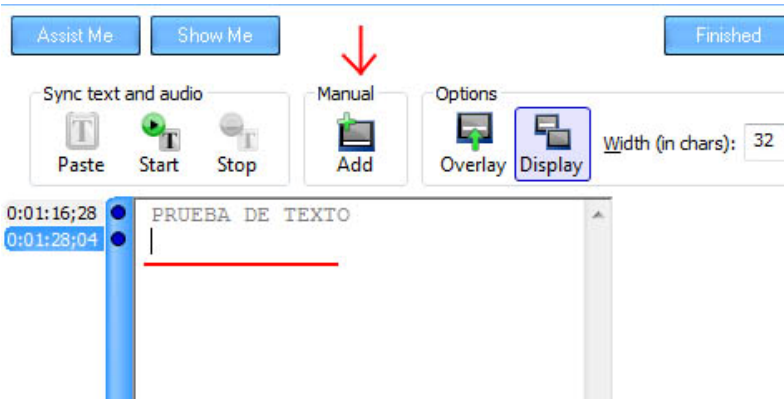 Assist Me Show Me Finished
Sync text and audio Manual Options
Paste Start Stop Add Overlay Display Width (in chars): 32
0:01:16;28 PRUEBA DE TEXTO
0:01:28;04